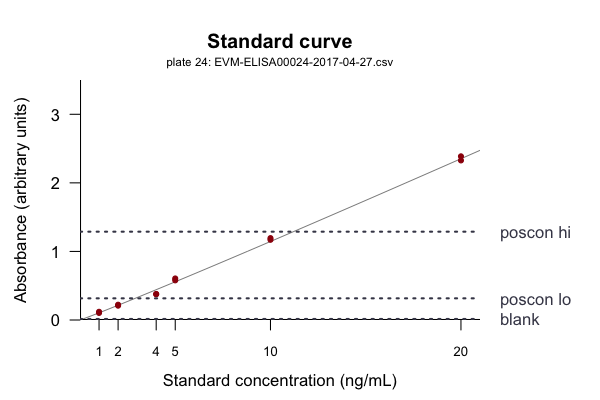 Standard curve
plate 24: EVM-ELISA00024-2017-04-27.csv
Absorbance (arbitrary units)
3
2
1
0
poscon hi
poscon lo
blank
1 2 4 5 10 20
Standard concentration (ng/mL)